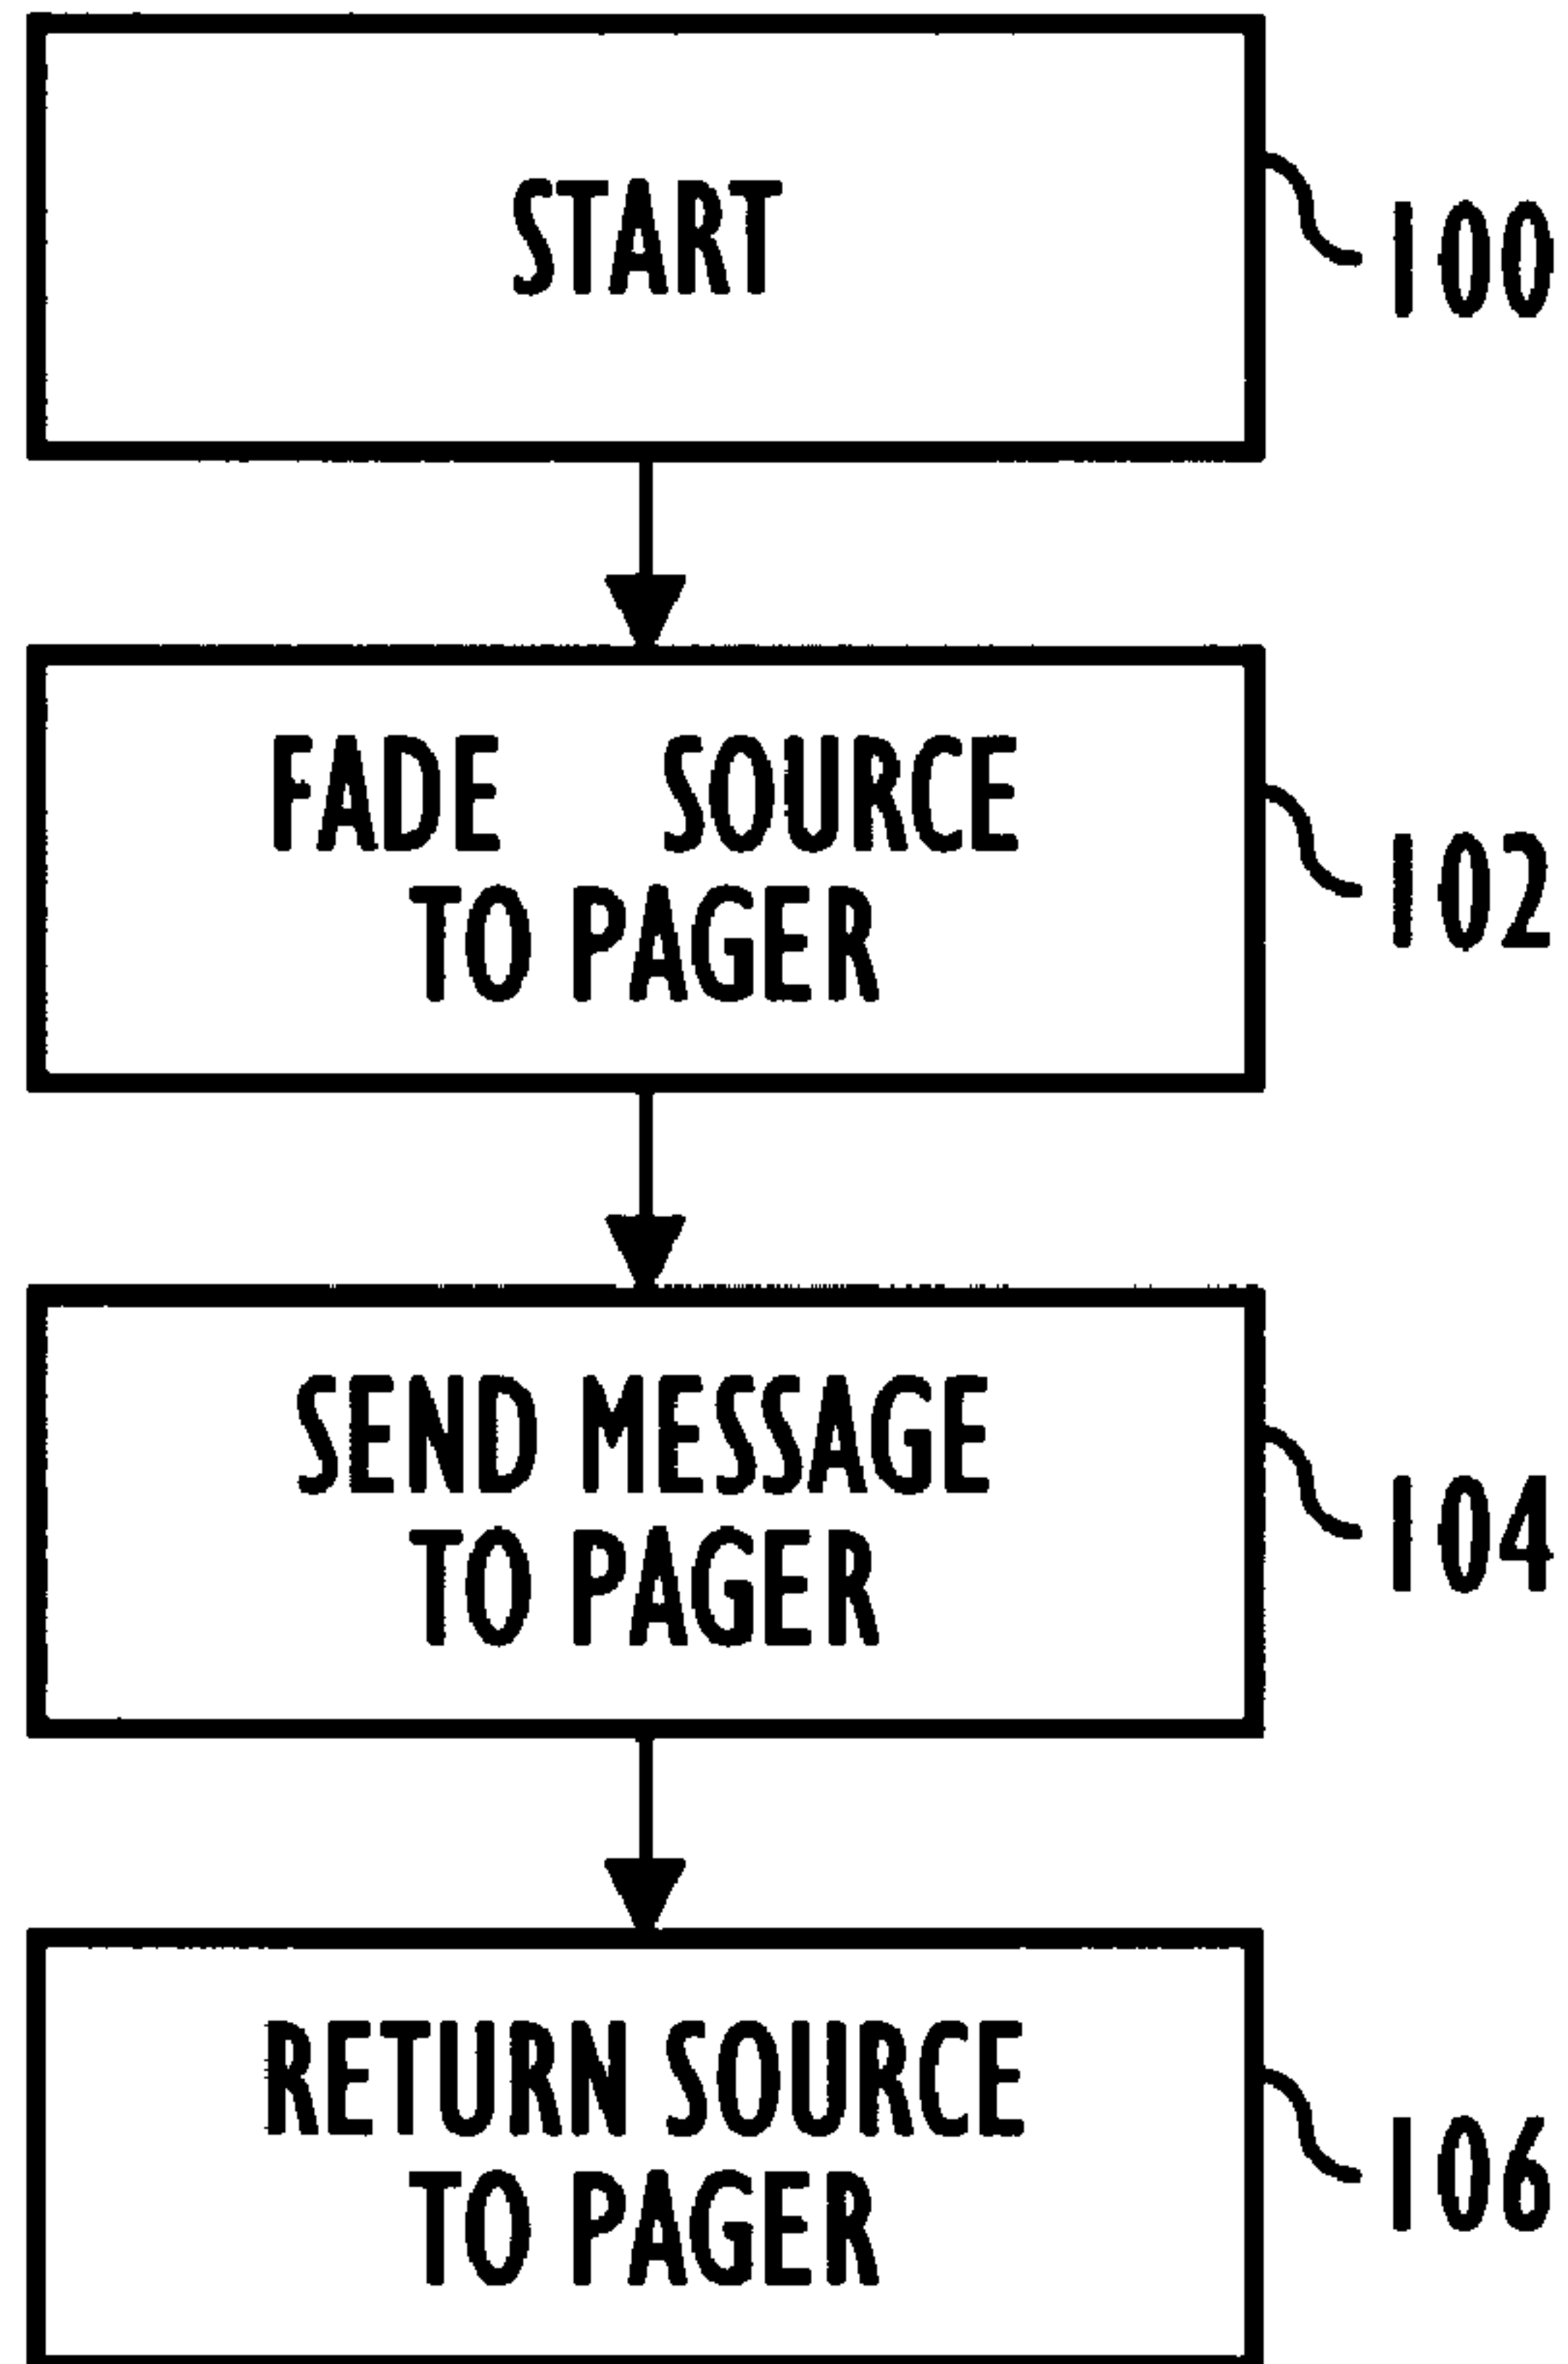 START
100
FADE SOURCE
TO PAGER
102
SEND MESSAGE
TO PAGER
104
RETURN SOURCE
TO PAGER
106